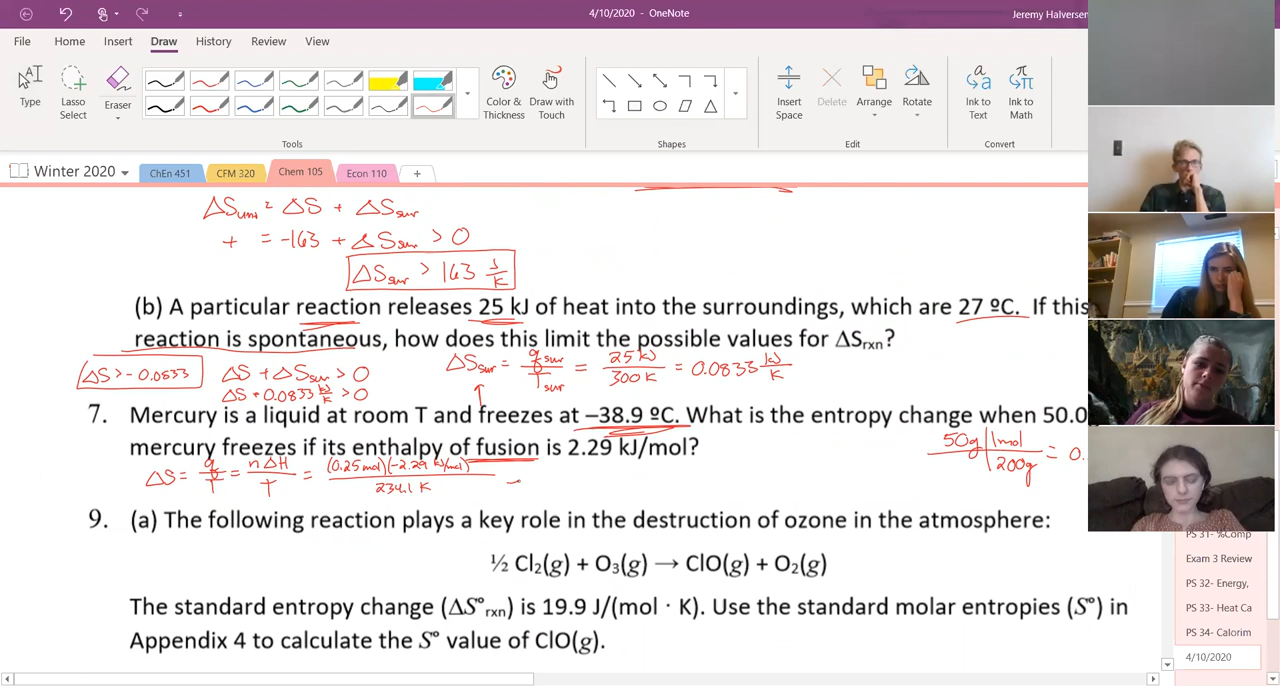 4/10/2020 - OneNote
Jeremy Halversen
File Home Insert Draw History Review View
Type
Lasso Select
Eraser
Color & Thickness
Draw with Touch
Insert Space
Delete
Arrange
Rotate
Ink to Text
Ink to Math
Tools Shapes Edit Convert
Winter 2020 ChEn 451 CFM 320 Chem 105 Econ 110 +
ΔSuni = ΔS + ΔSsur
+ = -163 + ΔSsur > 0
ΔSsur > 163 J/K
(b) A particular reaction releases 25 kJ of heat into the surroundings, which are 27 ºC. If this
reaction is spontaneous, how does this limit the possible values for ΔSrxn?
ΔSsur = qsur/Tsur = 25 kJ/300 K = 0.0833 kJ/K
ΔS > -0.0833 ΔS + ΔSsur > 0
ΔS + 0.0833 kJ/K > 0
7. Mercury is a liquid at room T and freezes at –38.9 ºC. What is the entropy change when 50.0
mercury freezes if its enthalpy of fusion is 2.29 kJ/mol?
50g | 1mol / 200g = 0.
ΔS = q/T = nΔH/T = (0.25 mol)(-2.29 kJ/mol)/234.1 K =
9. (a) The following reaction plays a key role in the destruction of ozone in the atmosphere:
½ Cl₂(g) + O₃(g) → ClO(g) + O₂(g)
The standard entropy change (ΔS°rxn) is 19.9 J/(mol · K). Use the standard molar entropies (S°) in
Appendix 4 to calculate the S° value of ClO(g).
PS 31- %Comp
Exam 3 Review
PS 32- Energy,
PS 33- Heat Ca
PS 34- Calorim
4/10/2020